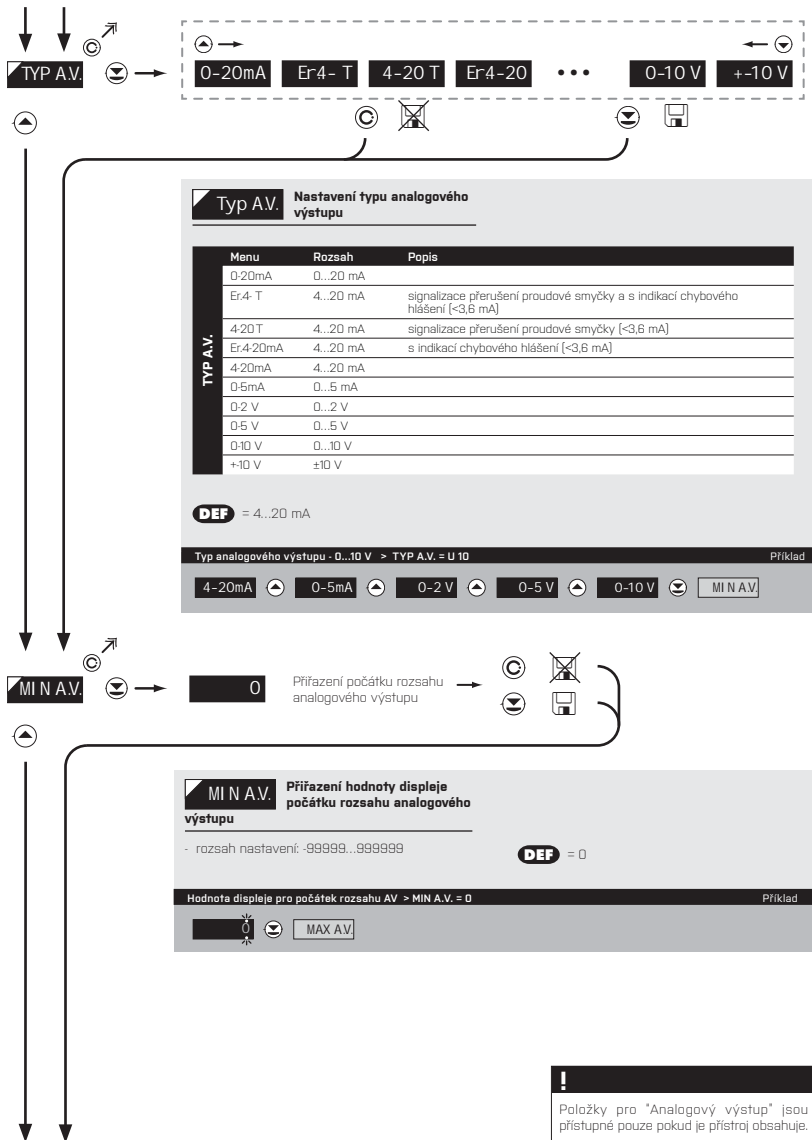 TYP A.V.
0-20mA Er4- T 4-20 T Er4-20 ••• 0-10 V +-10 V
Typ A.V. Nastavení typu analogového
výstupu
Menu Rozsah Popis
TYP A.V.
0-20mA 0...20 mA
Er.4- T 4...20 mA signalizace přerušení proudové smyčky a s indikací chybového
hlášení (<3,6 mA)
4-20 T 4...20 mA signalizace přerušení proudové smyčky (<3,6 mA)
Er.4-20mA 4...20 mA s indikací chybového hlášení (<3,6 mA)
4-20mA 4...20 mA
0-5mA 0...5 mA
0-2 V 0...2 V
0-5 V 0...5 V
0-10 V 0...10 V
+-10 V ±10 V
DEF = 4...20 mA
Typ analogového výstupu - 0...10 V > TYP A.V. = U 10 Příklad
4-20mA 0-5mA 0-2 V 0-5 V 0-10 V MI N A.V.
MI N A.V. 0 Přiřazení počátku rozsahu
analogového výstupu
MI N A.V. Přiřazení hodnoty displeje
počátku rozsahu analogového
výstupu
- rozsah nastavení: -99999...999999 DEF = 0
Hodnota displeje pro počátek rozsahu AV > MIN A.V. = 0 Příklad
0 MAX A.V.
!
Položky pro "Analogový výstup" jsou
přístupné pouze pokud je přístroj obsahuje.